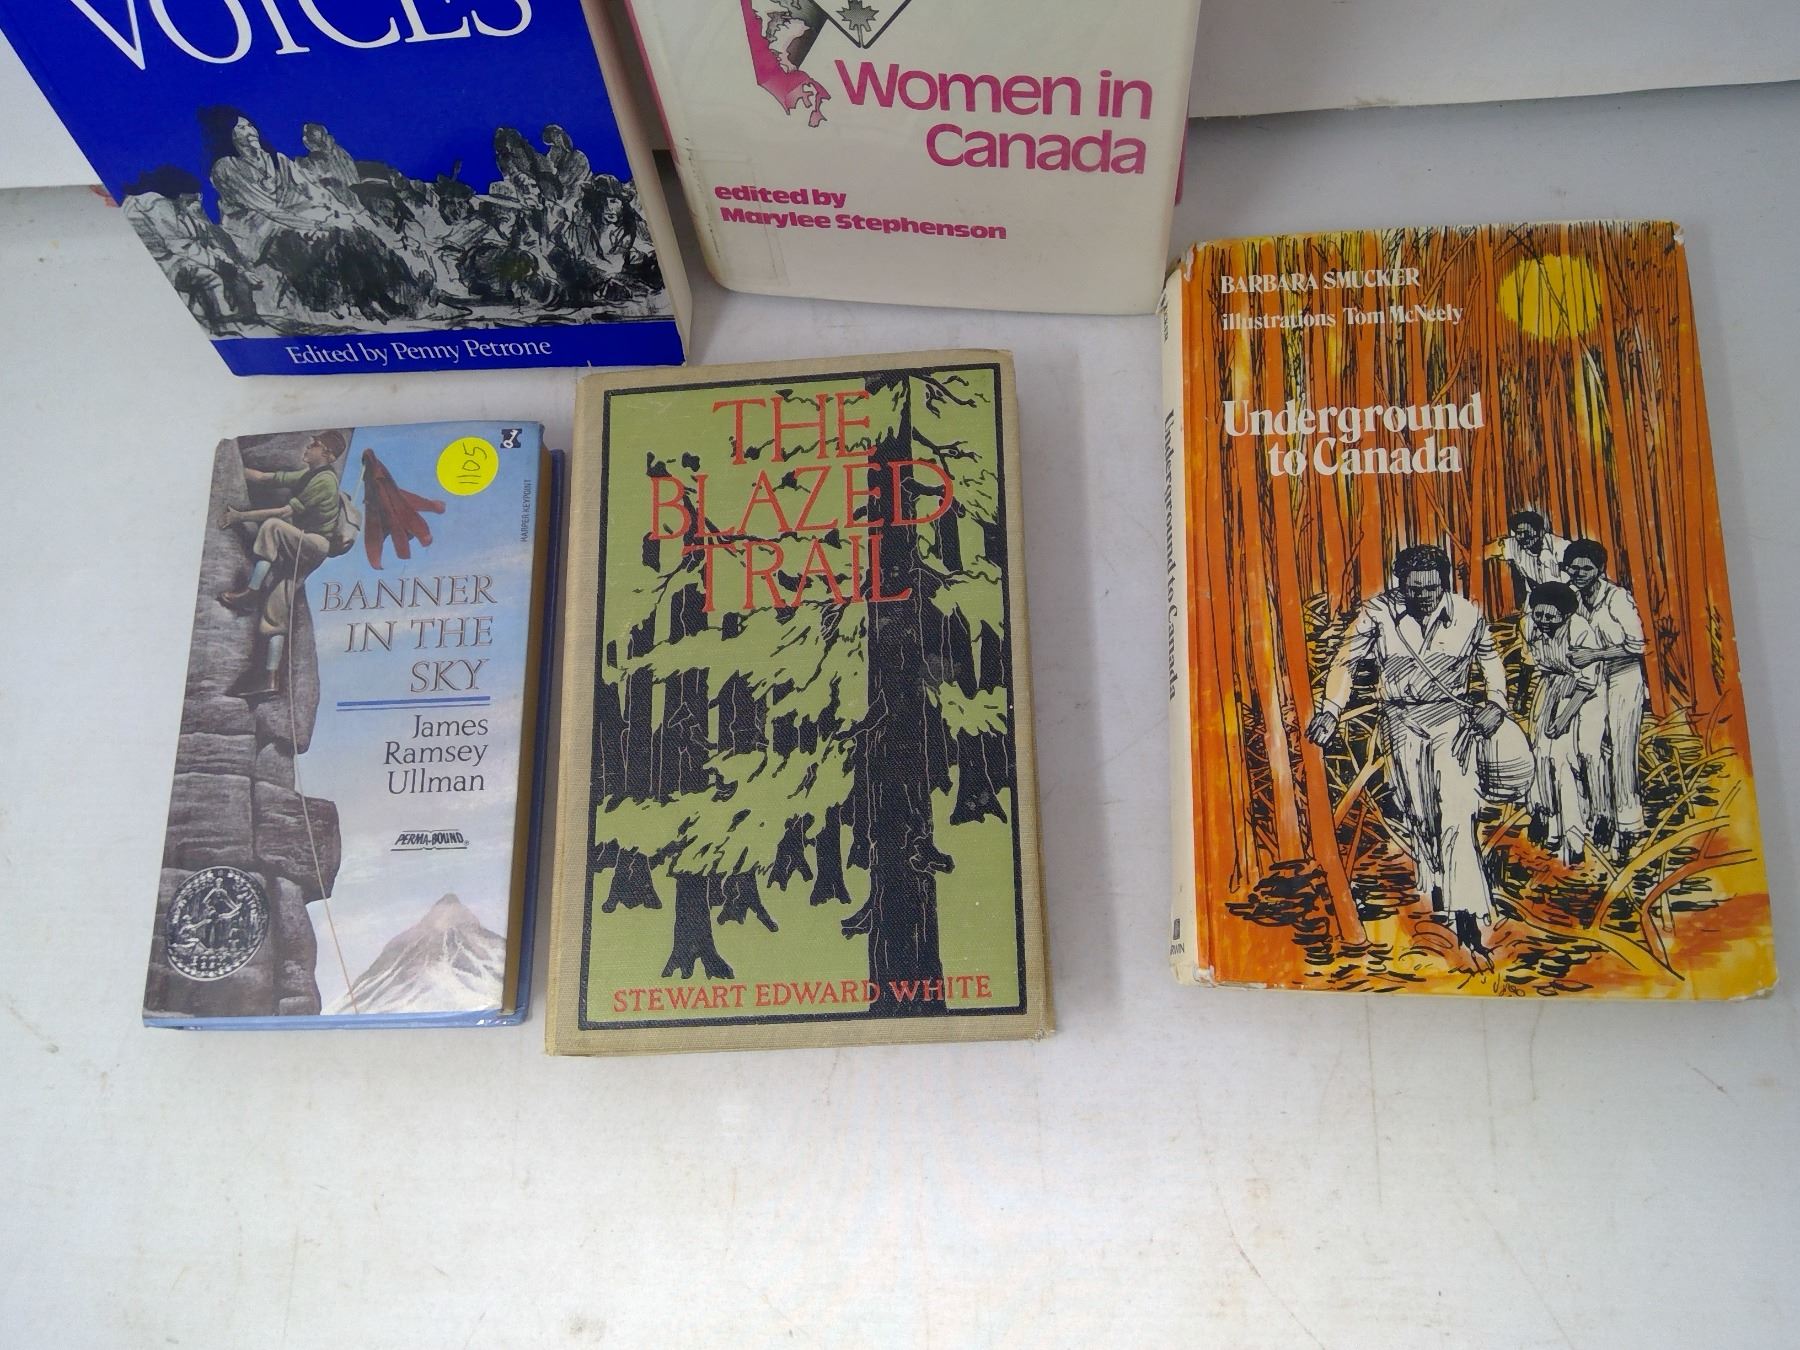 VOICES
Edited by Penny Petrone
Women in
Canada
edited by
Marylee Stephenson
1105
HARPER KEYPOINT
BANNER
IN THE
SKY
James
Ramsey
Ullman
PERMA-BOUND
THE
BLAZED
TRAIL
STEWART EDWARD WHITE
BARBARA SMUCKER
illustrations Tom McNeely
Underground
to Canada
Underground to Canada